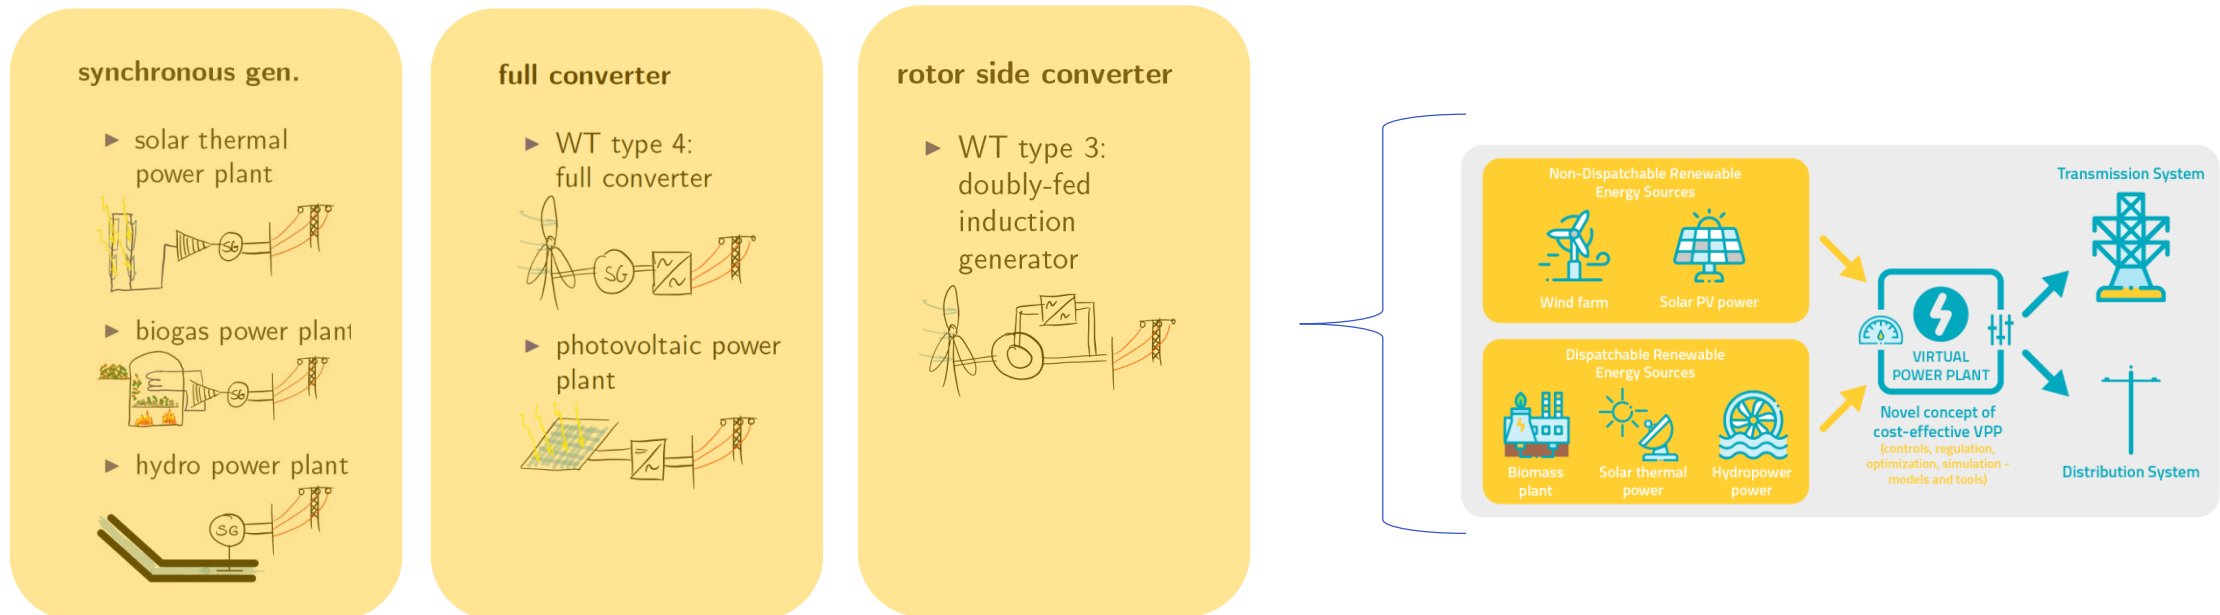 synchronous gen.
► solar thermal
power plant
SG
► biogas power plant
SG
► hydro power plant
SG
full converter
► WT type 4:
full converter
SG
► photovoltaic power
plant
rotor side converter
► WT type 3:
doubly-fed
induction
generator
Non-Dispatchable Renewable
Energy Sources
Wind farm
Solar PV power
Dispatchable Renewable
Energy Sources
Biomass
plant
Solar thermal
power
Hydropower
power
VIRTUAL
POWER PLANT
Novel concept of
cost-effective VPP
(controls, regulation,
optimization, simulation -
models and tools)
Transmission System
Distribution System